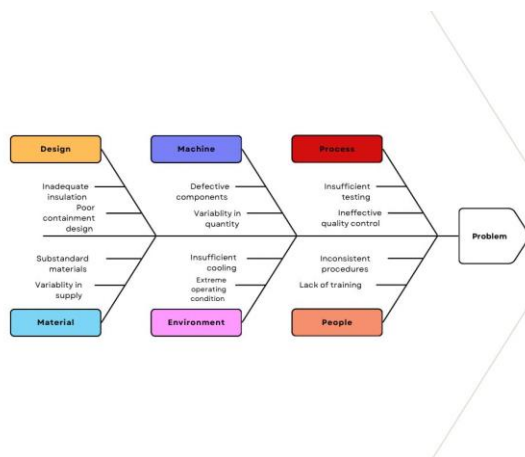 Design
Machine
Process
Inadequate
insulation
Poor
containment
design
Defective
components
Variablity in
quantity
Insufficient
testing
Ineffective
quality control
Problem
Substandard
materials
Variablity in
supply
Insufficient
cooling
Extreme
operating
condition
Inconsistent
procedures
Lack of training
Material
Environment
People